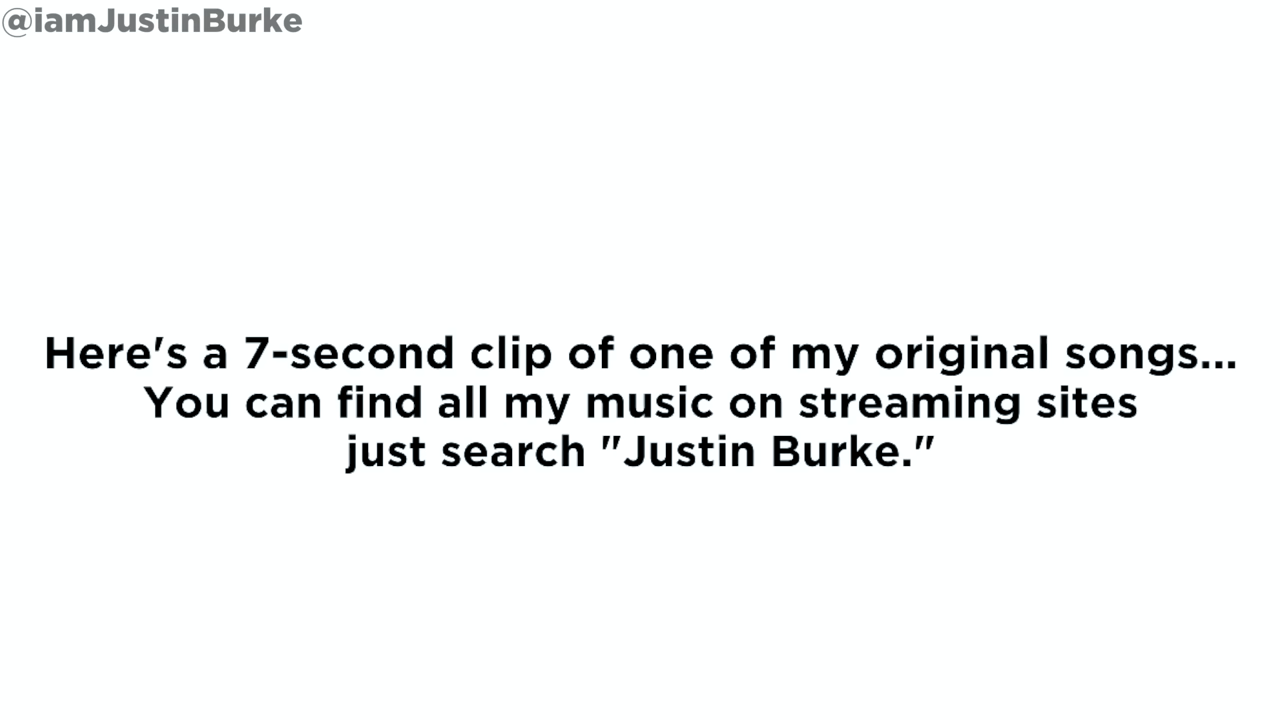 @iamJustinBurke
Here's a 7-second clip of one of my original songs...
You can find all my music on streaming sites
just search "Justin Burke."